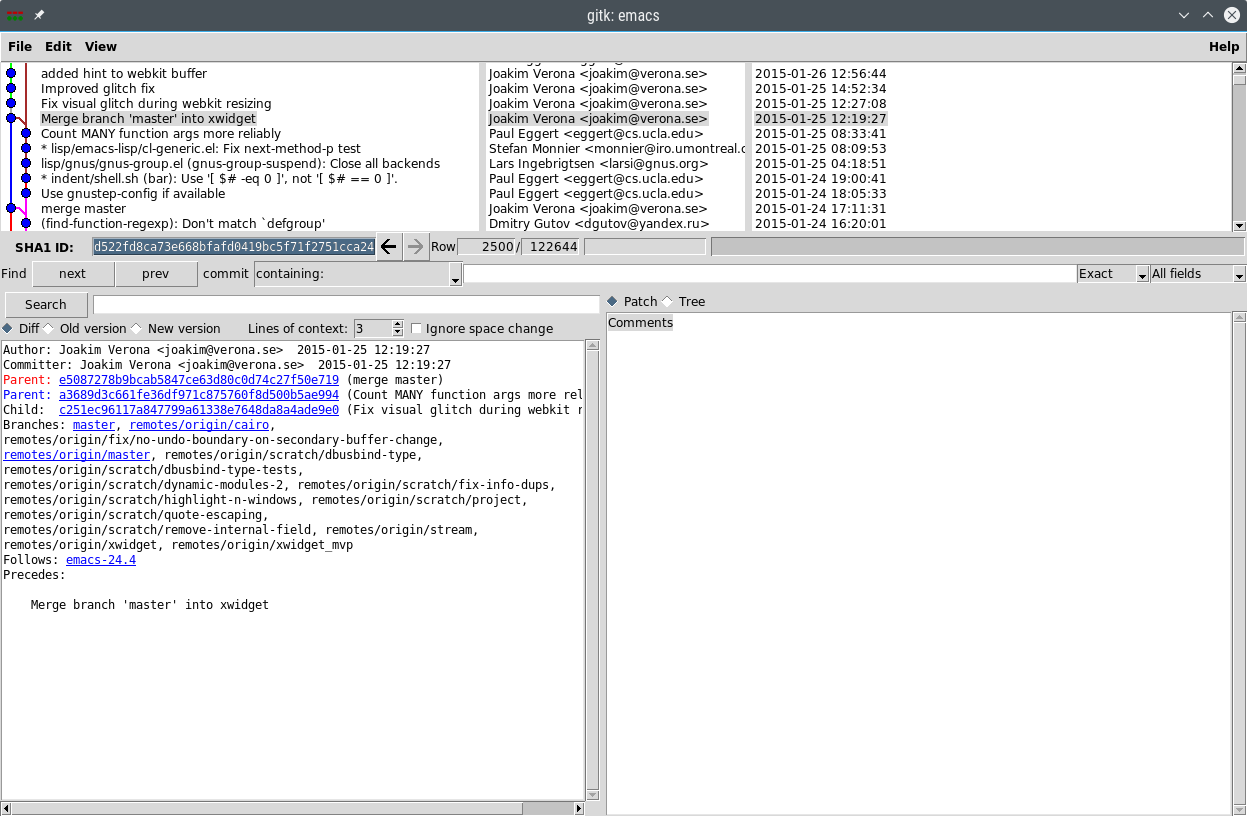 gitk: emacs
File Edit View Help
added hint to webkit buffer Joakim Verona <joakim@verona.se> 2015-01-26 12:56:44
Improved glitch fix Joakim Verona <joakim@verona.se> 2015-01-25 14:52:34
Fix visual glitch during webkit resizing Joakim Verona <joakim@verona.se> 2015-01-25 12:27:08
Merge branch 'master' into xwidget Joakim Verona <joakim@verona.se> 2015-01-25 12:19:27
Count MANY function args more reliably Paul Eggert <eggert@cs.ucla.edu> 2015-01-25 08:33:41
* lisp/emacs-lisp/cl-generic.el: Fix next-method-p test Stefan Monnier <monnier@iro.umontreal.c 2015-01-25 08:09:53
lisp/gnus/gnus-group.el (gnus-group-suspend): Close all backends Lars Ingebrigtsen <larsi@gnus.org> 2015-01-25 04:18:51
* indent/shell.sh (bar): Use '[ $# -eq 0 ]', not '[ $# == 0 ]'. Paul Eggert <eggert@cs.ucla.edu> 2015-01-24 19:00:41
Use gnustep-config if available Paul Eggert <eggert@cs.ucla.edu> 2015-01-24 18:05:33
merge master Joakim Verona <joakim@verona.se> 2015-01-24 17:11:31
(find-function-regexp): Don't match `defgroup' Dmitry Gutov <dgutov@yandex.ru> 2015-01-24 16:20:01
SHA1 ID: d522fd8ca73e668bfafd0419bc5f71f2751cca24 Row 2500 / 122644
Find next prev commit containing: Exact All fields
Search Patch Tree
Diff Old version New version Lines of context: 3 Ignore space change
Comments
Author: Joakim Verona <joakim@verona.se>  2015-01-25 12:19:27
Committer: Joakim Verona <joakim@verona.se>  2015-01-25 12:19:27
Parent: e5087278b9bcab5847ce63d80c0d74c27f50e719 (merge master)
Parent: a3689d3c661fe36df971c875760f8d500b5ae994 (Count MANY function args more rel
Child:  c251ec96117a847799a61338e7648da8a4ade9e0 (Fix visual glitch during webkit r
Branches: master, remotes/origin/cairo,
remotes/origin/fix/no-undo-boundary-on-secondary-buffer-change,
remotes/origin/master, remotes/origin/scratch/dbusbind-type,
remotes/origin/scratch/dbusbind-type-tests,
remotes/origin/scratch/dynamic-modules-2, remotes/origin/scratch/fix-info-dups,
remotes/origin/scratch/highlight-n-windows, remotes/origin/scratch/project,
remotes/origin/scratch/quote-escaping,
remotes/origin/scratch/remove-internal-field, remotes/origin/stream,
remotes/origin/xwidget, remotes/origin/xwidget_mvp
Follows: emacs-24.4
Precedes:
Merge branch 'master' into xwidget